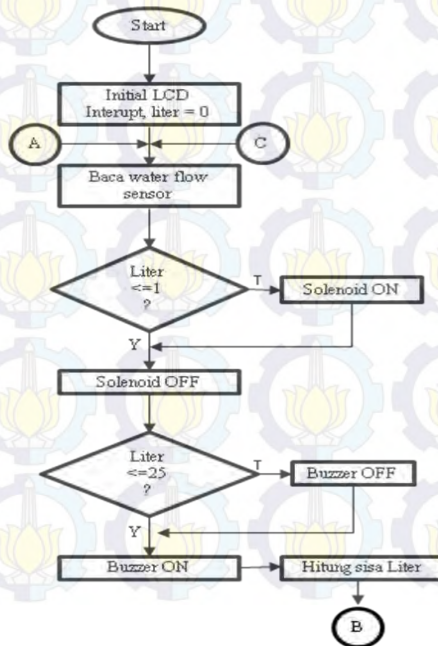 Start
Initial LCD
Interupt, liter = 0
A
C
Baca water flow
sensor
Liter
<=1
?
T
Solenoid ON
Y
Solenoid OFF
Liter
<=25
?
T
Buzzer OFF
Y
Buzzer ON
Hitung sisa Liter
B